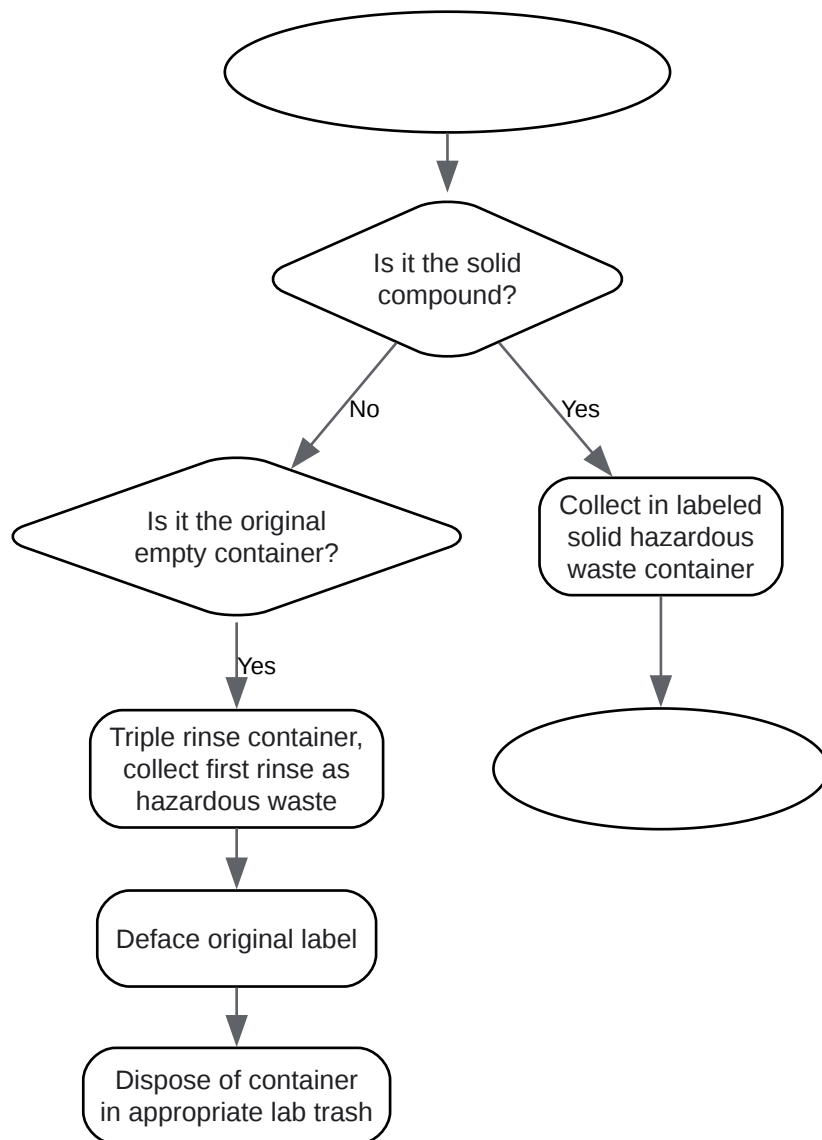 Is it the solid
compound?
No
Yes
Is it the original
empty container?
Collect in labeled
solid hazardous
waste container
Yes
Triple rinse container,
collect first rinse as
hazardous waste
Deface original label
Dispose of container
in appropriate lab trash